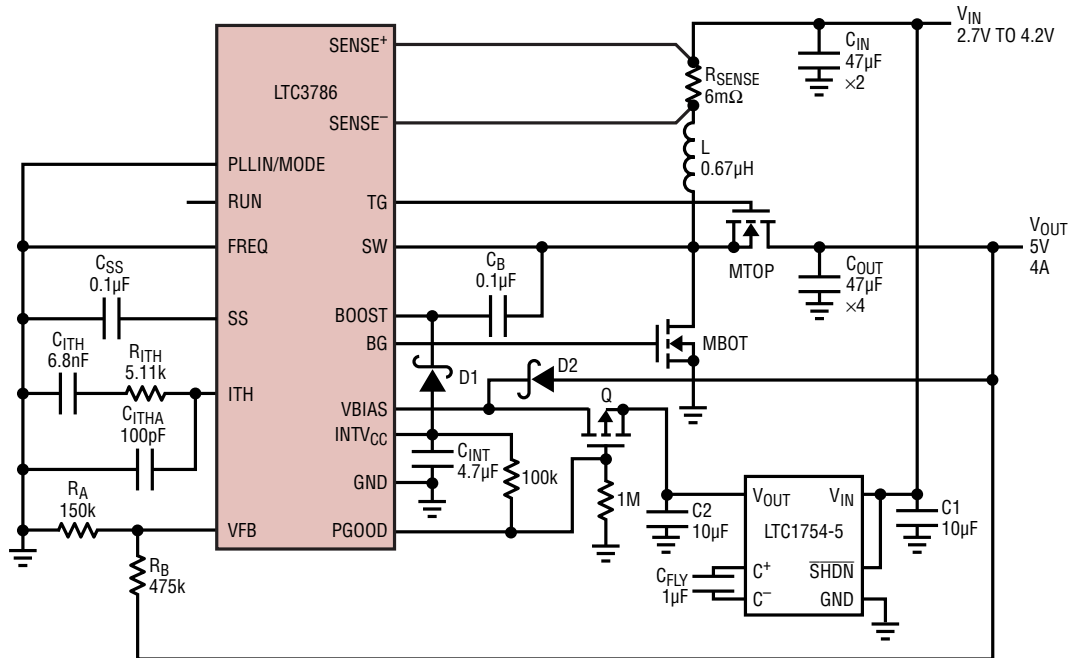 LTC3786
SENSE+
SENSE–
PLLIN/MODE
RUN
FREQ
SS
ITH
VFB
TG
SW
BOOST
BG
VBIAS
INTVCC
GND
PGOOD
VIN
2.7V TO 4.2V
CIN
47µF
×2
RSENSE
6mΩ
L
0.67µH
MTOP
VOUT
5V
4A
COUT
47µF
×4
CSS
0.1µF
CB
0.1µF
MBOT
CITH
6.8nF
RITH
5.11k
CITHA
100pF
D1
D2
Q
CINT
4.7µF
100k
1M
RA
150k
RB
475k
C2
10µF
VOUT
VIN
LTC1754-5
C+
SHDN
C–
GND
CFLY
1µF
C1
10µF